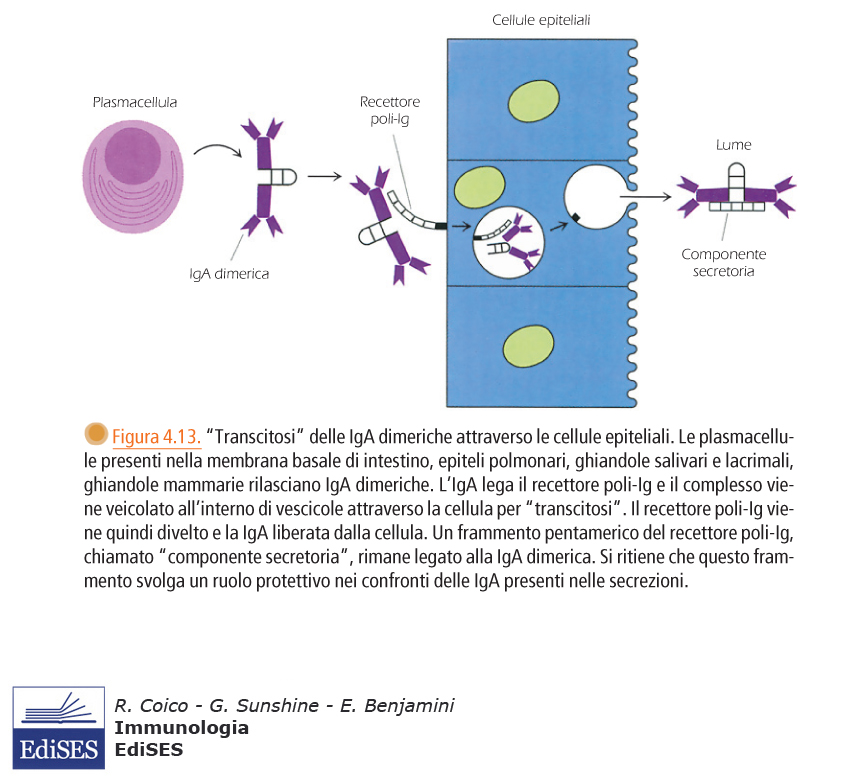 Cellule epiteliali
Plasmacellula
Recettore
poli-Ig
Lume
IgA dimerica
Componente
secretoria
Figura 4.13. “Transcitosi” delle IgA dimeriche attraverso le cellule epiteliali. Le plasmacellu-
le presenti nella membrana basale di intestino, epiteli polmonari, ghiandole salivari e lacrimali,
ghiandole mammarie rilasciano IgA dimeriche. L’IgA lega il recettore poli-Ig e il complesso vie-
ne veicolato all’interno di vescicole attraverso la cellula per “transcitosi”. Il recettore poli-Ig vie-
ne quindi divelto e la IgA liberata dalla cellula. Un frammento pentamerico del recettore poli-Ig,
chiamato “componente secretoria”, rimane legato alla IgA dimerica. Si ritiene che questo fram-
mento svolga un ruolo protettivo nei confronti delle IgA presenti nelle secrezioni.
R. Coico - G. Sunshine - E. Benjamini
Immunologia
EdiSES
EdiSES